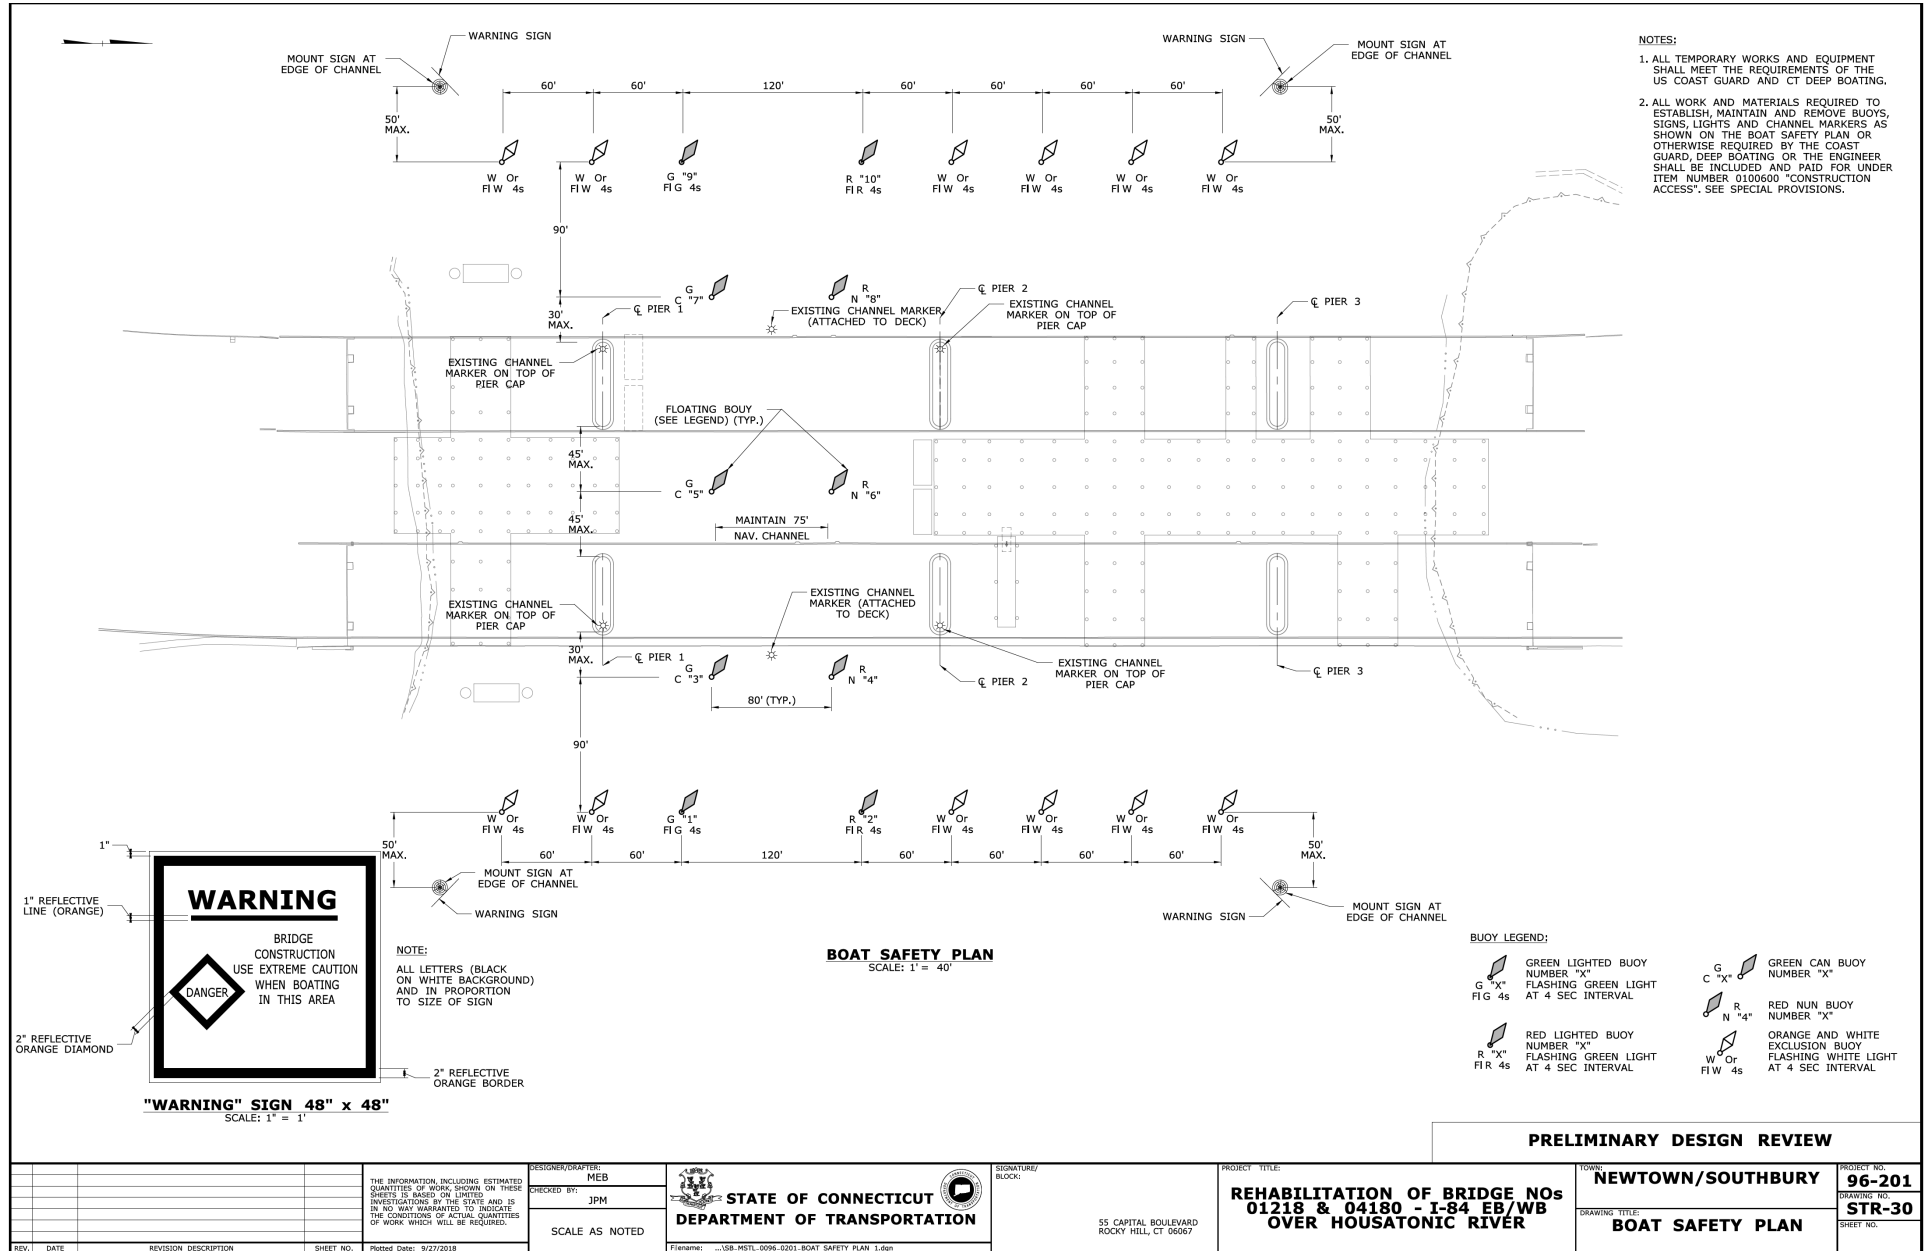 WARNING SIGN
MOUNT SIGN AT
EDGE OF CHANNEL
50'
MAX.
60'
60'
120'
60'
60'
60'
60'
WARNING SIGN
MOUNT SIGN AT
EDGE OF CHANNEL
50'
MAX.
W Or
Fl W 4s
W Or
Fl W 4s
G "9"
Fl G 4s
R "10"
Fl R 4s
W Or
Fl W 4s
W Or
Fl W 4s
W Or
Fl W 4s
W Or
Fl W 4s
NOTES:
1. ALL TEMPORARY WORKS AND EQUIPMENT
SHALL MEET THE REQUIREMENTS OF THE
US COAST GUARD AND CT DEEP BOATING.
2. ALL WORK AND MATERIALS REQUIRED TO
ESTABLISH, MAINTAIN AND REMOVE BUOYS,
SIGNS, LIGHTS AND CHANNEL MARKERS AS
SHOWN ON THE BOAT SAFETY PLAN OR
OTHERWISE REQUIRED BY THE COAST
GUARD, DEEP BOATING OR THE ENGINEER
SHALL BE INCLUDED AND PAID FOR UNDER
ITEM NUMBER 0100600 "CONSTRUCTION
ACCESS". SEE SPECIAL PROVISIONS.
90'
30'
MAX.
G
C "7"
R
N "8"
℄ PIER 1
EXISTING CHANNEL MARKER
(ATTACHED TO DECK)
℄ PIER 2
EXISTING CHANNEL
MARKER ON TOP OF
PIER CAP
℄ PIER 3
EXISTING CHANNEL
MARKER ON TOP OF
PIER CAP
FLOATING BOUY
(SEE LEGEND) (TYP.)
45'
MAX.
G
C "5"
R
N "6"
45'
MAX.
MAINTAIN 75'
NAV. CHANNEL
EXISTING CHANNEL
MARKER ON TOP OF
PIER CAP
EXISTING CHANNEL
MARKER (ATTACHED
TO DECK)
30'
MAX.
℄ PIER 1
G
C "3"
R
N "4"
80' (TYP.)
℄ PIER 2
EXISTING CHANNEL
MARKER ON TOP OF
PIER CAP
℄ PIER 3
90'
W Or
Fl W 4s
W Or
Fl W 4s
G "1"
Fl G 4s
R "2"
Fl R 4s
W Or
Fl W 4s
W Or
Fl W 4s
W Or
Fl W 4s
W Or
Fl W 4s
50'
MAX.
60'
60'
120'
60'
60'
60'
60'
50'
MAX.
MOUNT SIGN AT
EDGE OF CHANNEL
WARNING SIGN
WARNING SIGN
MOUNT SIGN AT
EDGE OF CHANNEL
1"
1" REFLECTIVE
LINE (ORANGE)
WARNING
BRIDGE
CONSTRUCTION
USE EXTREME CAUTION
WHEN BOATING
IN THIS AREA
DANGER
2" REFLECTIVE
ORANGE DIAMOND
2" REFLECTIVE
ORANGE BORDER
"WARNING" SIGN 48" x 48"
SCALE: 1" = 1'
NOTE:
ALL LETTERS (BLACK
ON WHITE BACKGROUND)
AND IN PROPORTION
TO SIZE OF SIGN
BOAT SAFETY PLAN
SCALE: 1' = 40'
BUOY LEGEND:
G "X"
Fl G 4s
GREEN LIGHTED BUOY
NUMBER "X"
FLASHING GREEN LIGHT
AT 4 SEC INTERVAL
R "X"
Fl R 4s
RED LIGHTED BUOY
NUMBER "X"
FLASHING GREEN LIGHT
AT 4 SEC INTERVAL
G
C "X"
GREEN CAN BUOY
NUMBER "X"
R
N "4"
RED NUN BUOY
NUMBER "X"
W Or
Fl W 4s
ORANGE AND WHITE
EXCLUSION BUOY
FLASHING WHITE LIGHT
AT 4 SEC INTERVAL
PRELIMINARY DESIGN REVIEW
REV. DATE REVISION DESCRIPTION SHEET NO.
THE INFORMATION, INCLUDING ESTIMATED
QUANTITIES OF WORK, SHOWN ON THESE
SHEETS IS BASED ON LIMITED
INVESTIGATIONS BY THE STATE AND IS
IN NO WAY WARRANTED TO INDICATE
THE CONDITIONS OF ACTUAL QUANTITIES
OF WORK WHICH WILL BE REQUIRED.
Plotted Date: 9/27/2018
DESIGNER/DRAFTER:
MEB
CHECKED BY:
JPM
SCALE AS NOTED
STATE OF CONNECTICUT
DEPARTMENT OF TRANSPORTATION
Filename: ...\SB_MSTL_0096_0201_BOAT SAFETY PLAN 1.dgn
SIGNATURE/
BLOCK:
55 CAPITAL BOULEVARD
ROCKY HILL, CT 06067
PROJECT TITLE:
REHABILITATION OF BRIDGE NOs
01218 & 04180 - I-84 EB/WB
OVER HOUSATONIC RIVER
TOWN:
NEWTOWN/SOUTHBURY
DRAWING TITLE:
BOAT SAFETY PLAN
PROJECT NO.
96-201
DRAWING NO.
STR-30
SHEET NO.